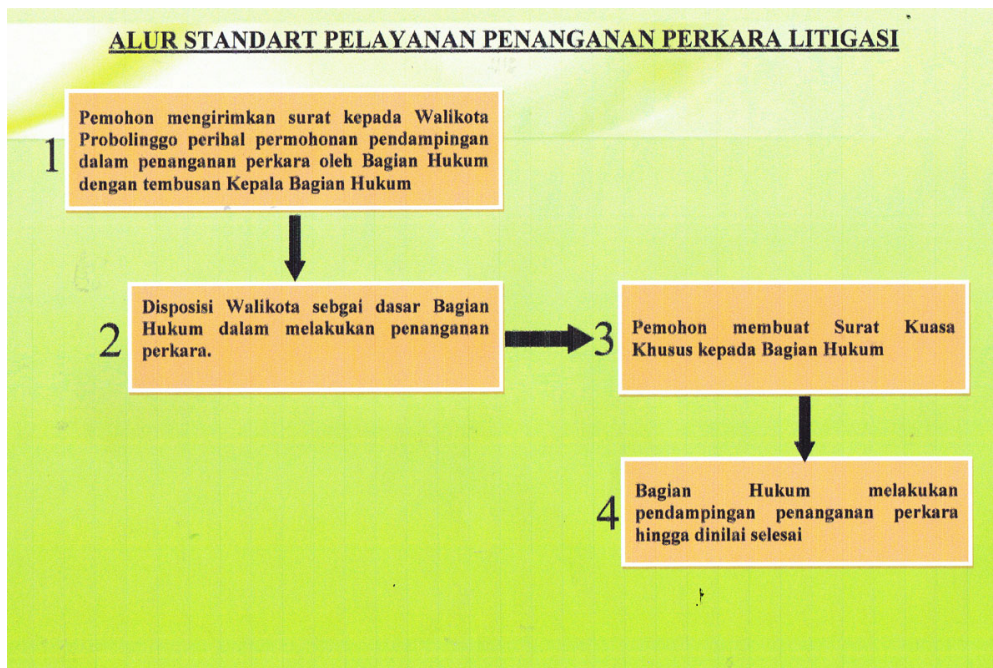 ALUR STANDART PELAYANAN PENANGANAN PERKARA LITIGASI
1
Pemohon mengirimkan surat kepada Walikota
Probolinggo perihal permohonan pendampingan
dalam penanganan perkara oleh Bagian Hukum
dengan tembusan Kepala Bagian Hukum
2
Disposisi Walikota sebgai dasar Bagian
Hukum dalam melakukan penanganan
perkara.
3
Pemohon membuat Surat Kuasa
Khusus kepada Bagian Hukum
4
Bagian Hukum melakukan
pendampingan penanganan perkara
hingga dinilai selesai